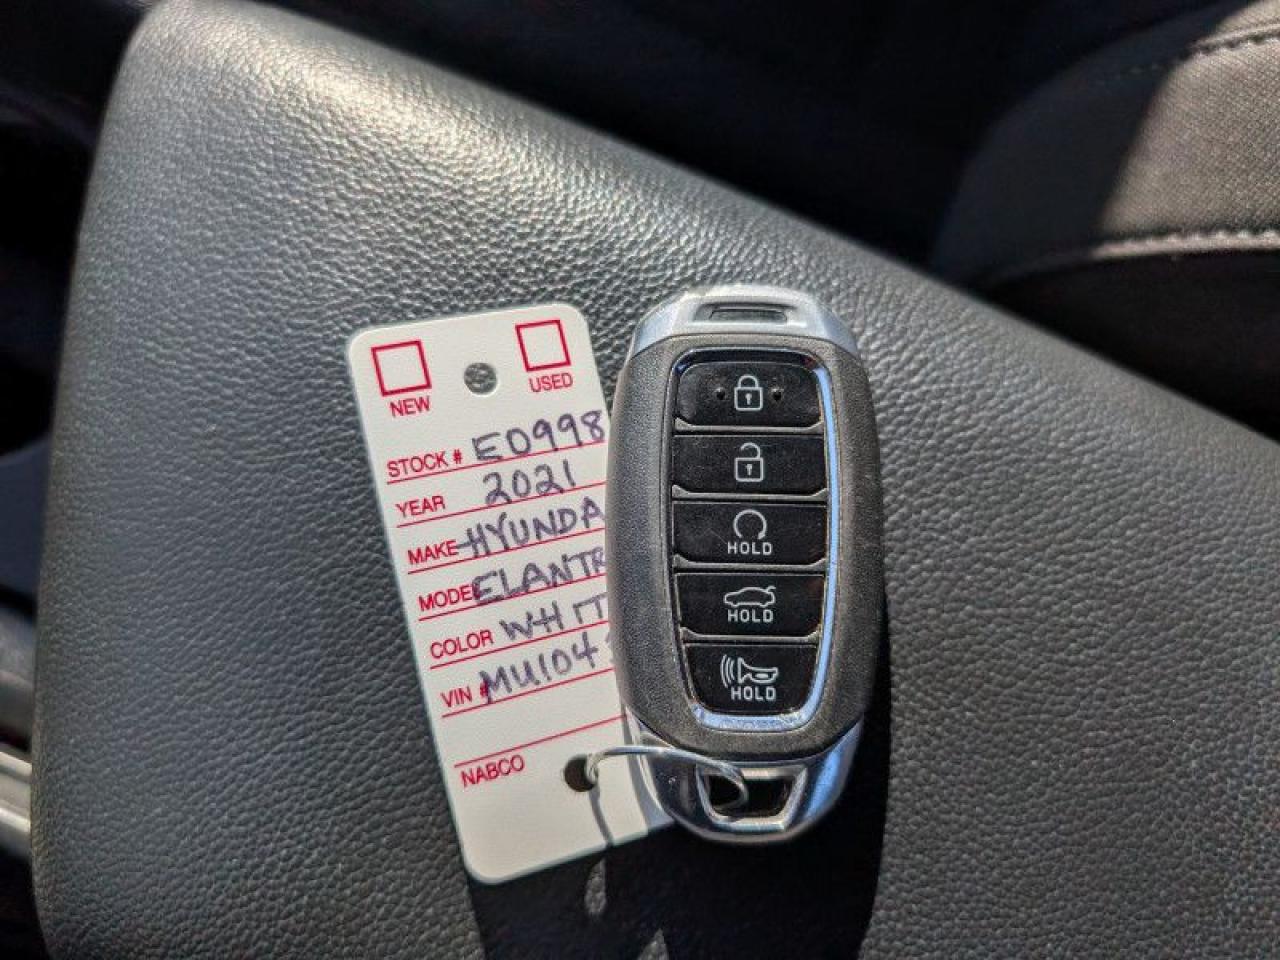 NEW USED
STOCK # E0998
YEAR 2021
MAKE HYUNDA
MODEL ELANTR
COLOR WHIT
VIN # MU104
NABCO
HOLD
HOLD
HOLD